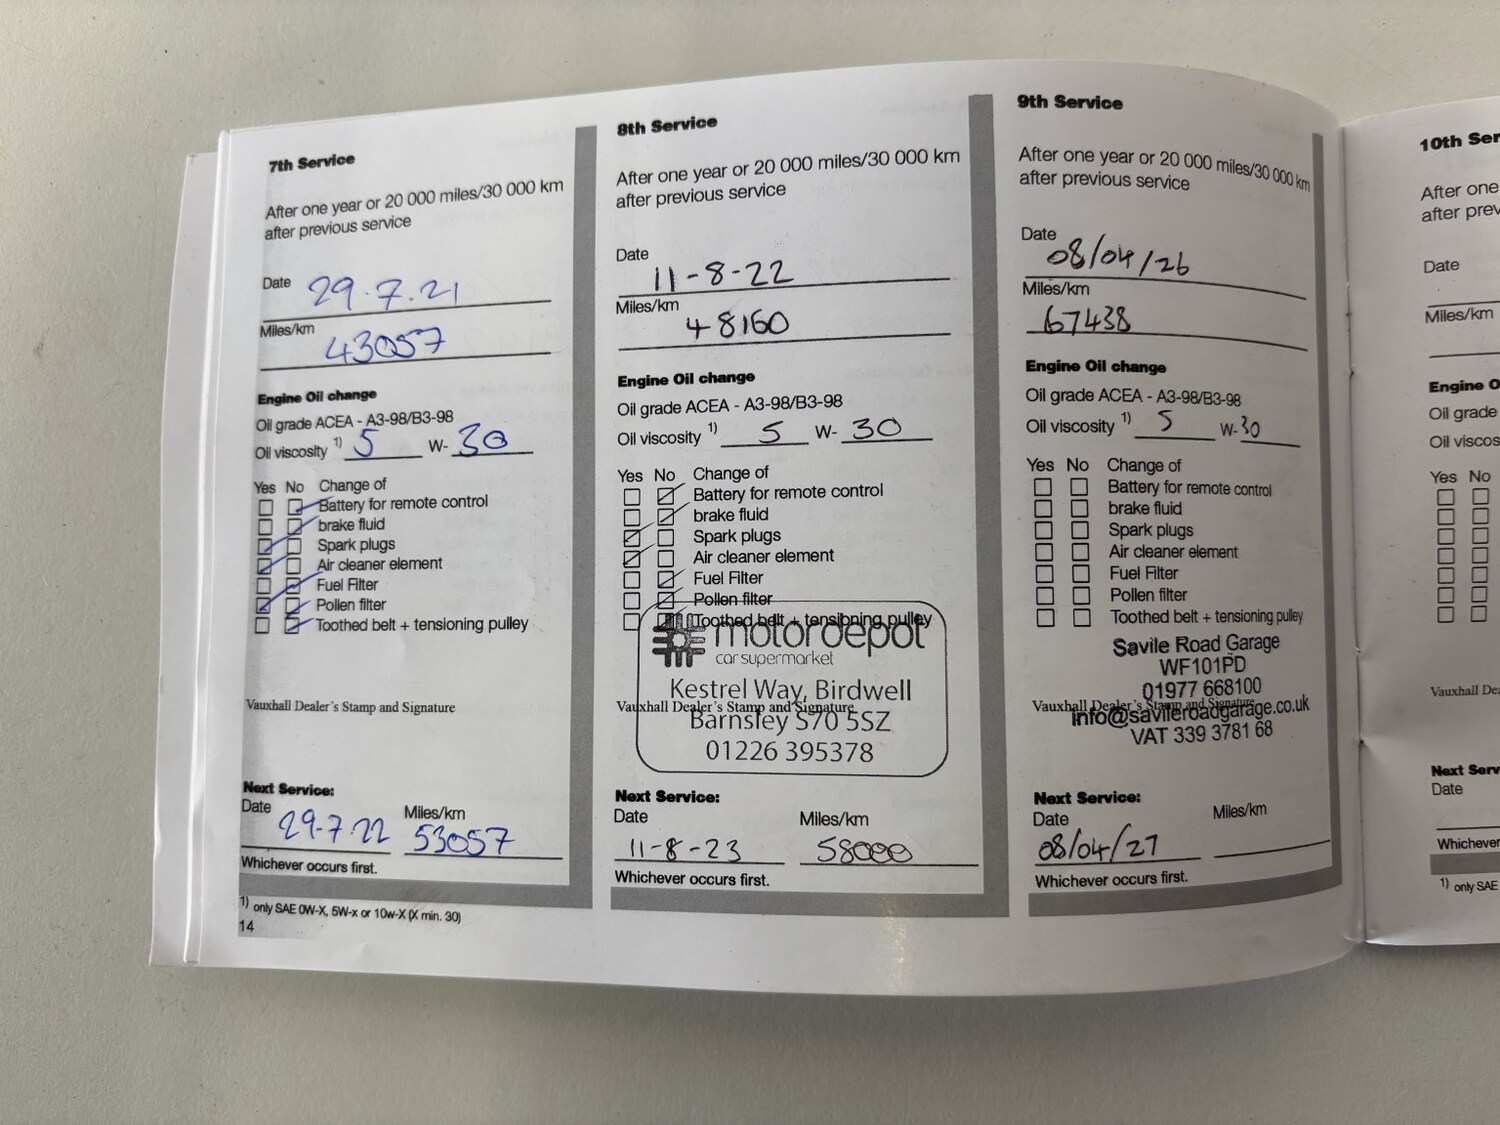 7th Service
After one year or 20 000 miles/30 000 km
after previous service
Date 29.7.21
Miles/km 43057
Engine Oil change
Oil grade ACEA - A3-98/B3-98
Oil viscosity 1) 5 W- 30
Yes No Change of
Battery for remote control
brake fluid
Spark plugs
Air cleaner element
Fuel Filter
Pollen filter
Toothed belt + tensioning pulley
Vauxhall Dealer's Stamp and Signature
Next Service:
Date Miles/km
29-7-22 53057
Whichever occurs first.
1) only SAE 0W-X, 5W-x or 10w-X (X min. 30)
14
8th Service
After one year or 20 000 miles/30 000 km
after previous service
Date 11-8-22
Miles/km 48160
Engine Oil change
Oil grade ACEA - A3-98/B3-98
Oil viscosity 1) 5 W- 30
Yes No Change of
Battery for remote control
brake fluid
Spark plugs
Air cleaner element
Fuel Filter
Pollen filter
Toothed belt + tensioning pulley
motordepot
car supermarket
Kestrel Way, Birdwell
Vauxhall Dealer's Stamp and Signature
Barnsley S70 5SZ
01226 395378
Next Service:
Date Miles/km
11-8-23 58000
Whichever occurs first.
9th Service
After one year or 20 000 miles/30 000 km
after previous service
Date 08/04/26
Miles/km
67438
Engine Oil change
Oil grade ACEA - A3-98/B3-98
Oil viscosity 1) 5 W- 30
Yes No Change of
Battery for remote control
brake fluid
Spark plugs
Air cleaner element
Fuel Filter
Pollen filter
Toothed belt + tensioning pulley
Savile Road Garage
WF101PD
01977 668100
Vauxhall Dealer's Stamp and Signature
info@savileroadgarage.co.uk
VAT 339 3781 68
Next Service:
Date Miles/km
08/04/27
Whichever occurs first.
10th Ser
After one
after prev
Date
Miles/km
Engine O
Oil grade
Oil viscos
Yes No
Vauxhall De
Next Serv
Date
Whichever
1) only SAE